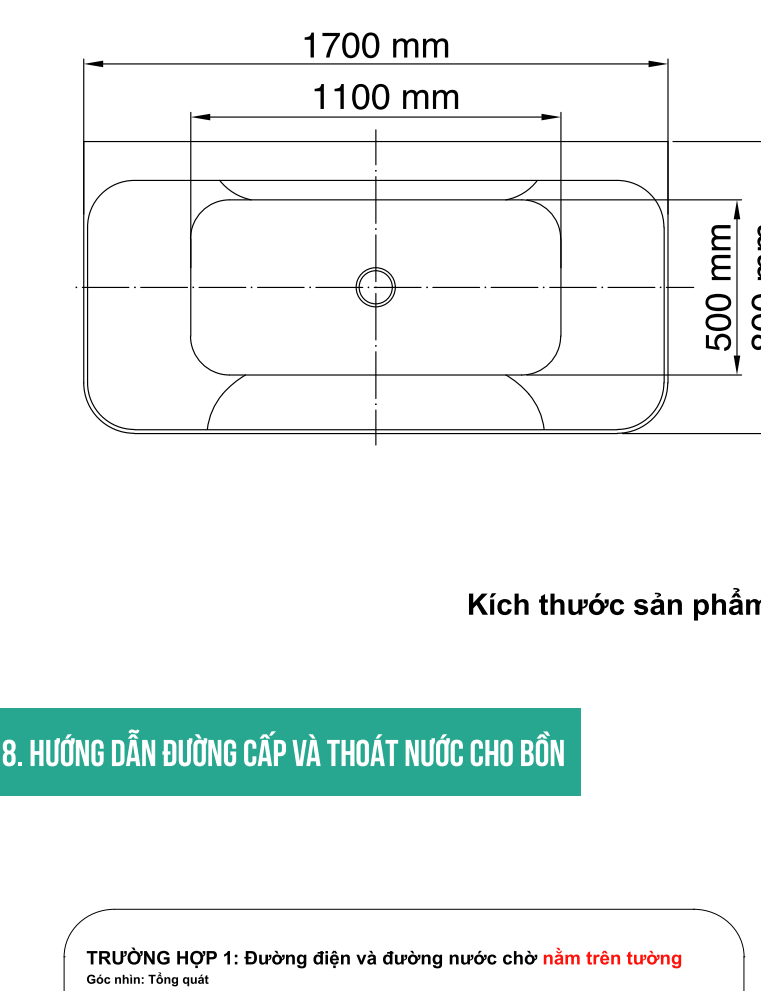 1700 mm
1100 mm
500 mm
Kích thước sản
8. HƯỚNG DẪN ĐƯỜNG CẤP VÀ THOÁT NƯỚC CHO BỒN
TRƯỜNG HỢP 1: Đường điện và đường nước chờ nằm trên tường
Góc nhìn: Tổng quát